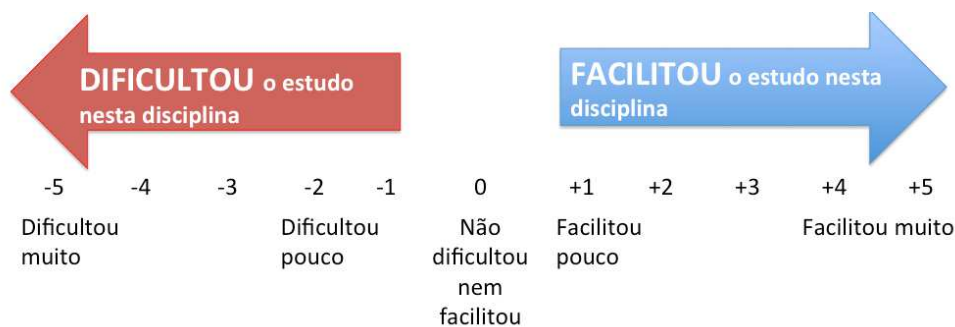 DIFICULTOU o estudo
nesta disciplina
FACILITOU o estudo nesta
disciplina
-5 -4 -3 -2 -1 0 +1 +2 +3 +4 +5
Dificultou
muito
Dificultou
pouco
Não
dificultou
nem
facilitou
Facilitou
pouco
Facilitou muito